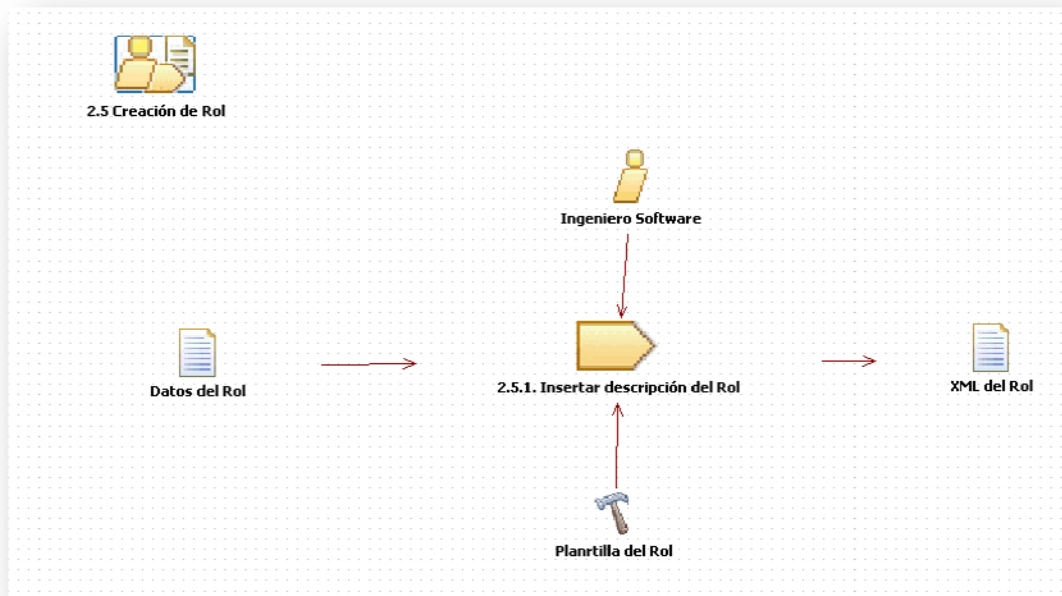 2.5 Creación de Rol
Ingeniero Software
Datos del Rol
2.5.1. Insertar descripción del Rol
XML del Rol
Planrtilla del Rol